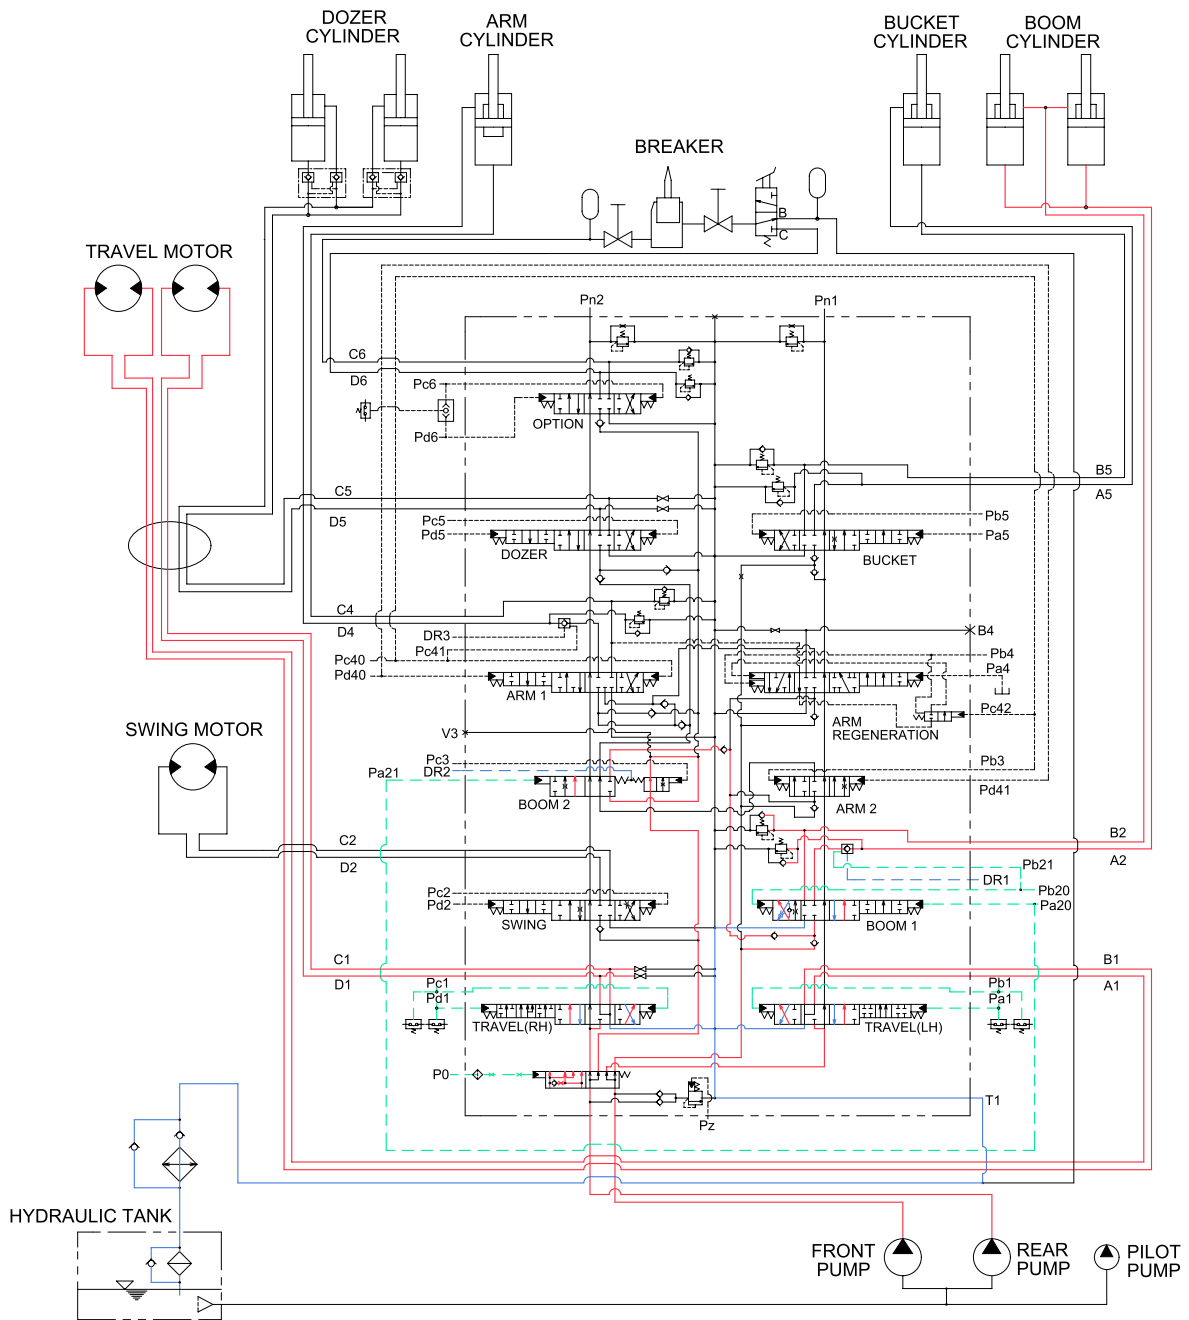 DOZER
CYLINDER
ARM
CYLINDER
BUCKET
CYLINDER
BOOM
CYLINDER
BREAKER
B
C
TRAVEL MOTOR
Pn2
Pn1
C6
D6
Pc6
Pd6
OPTION
B5
A5
C5
D5
Pc5
Pd5
DOZER
Pb5
Pa5
BUCKET
C4
D4
DR3
Pc41
Pc40
Pd40
ARM 1
B4
Pb4
Pa4
Pc42
ARM
REGENERATION
SWING MOTOR
V3
Pc3
DR2
Pa21
BOOM 2
Pb3
Pd41
ARM 2
C2
D2
B2
A2
Pb21
DR1
Pb20
Pa20
Pc2
Pd2
SWING
BOOM 1
C1
D1
B1
A1
Pc1
Pd1
Pb1
Pa1
TRAVEL(RH)
TRAVEL(LH)
P0
Pz
T1
HYDRAULIC TANK
FRONT
PUMP
REAR
PUMP
PILOT
PUMP